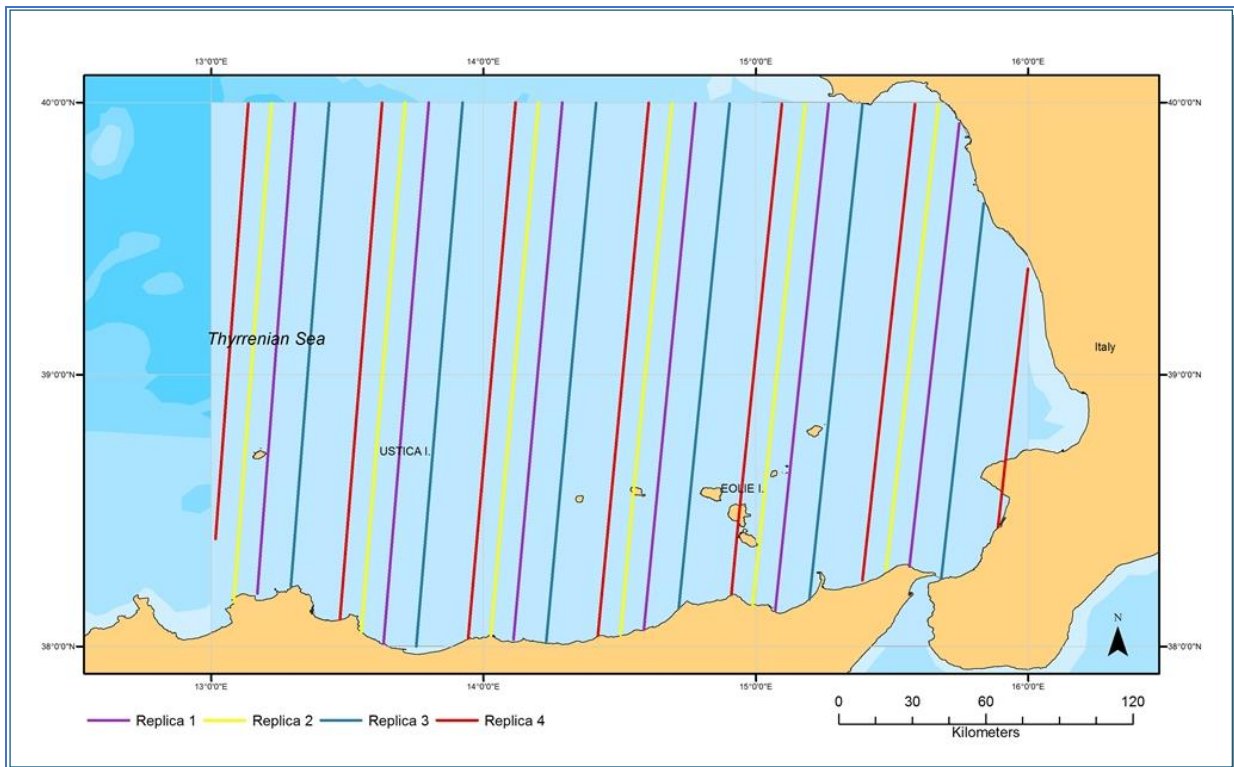 13°0'0"E 14°0'0"E 15°0'0"E 16°0'0"E
40°0'0"N 40°0'0"N
Thyrrenian Sea
Italy
39°0'0"N 39°0'0"N
USTICA I.
EOLIE I.
N
38°0'0"N 38°0'0"N
13°0'0"E 14°0'0"E 15°0'0"E 16°0'0"E
Replica 1 Replica 2 Replica 3 Replica 4
0 30 60 120
Kilometers